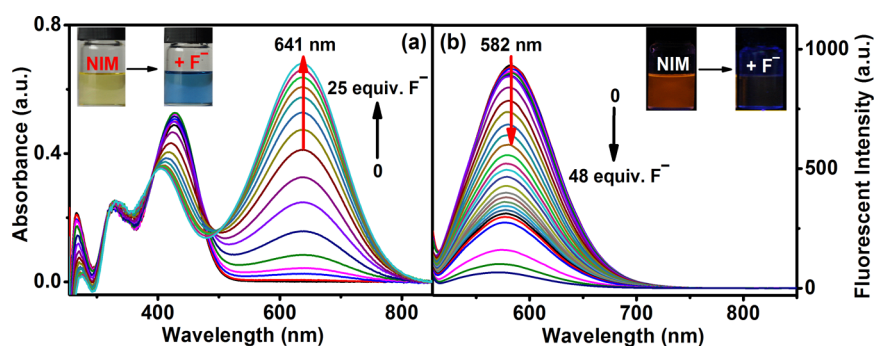 0.8
0.4
0.0
Absorbance (a.u.)
NIM
+ F⁻
641 nm
(a)
25 equiv. F⁻
0
400
600
800
Wavelength (nm)
(b)
582 nm
NIM
+ F⁻
0
48 equiv. F⁻
600
700
800
Wavelength (nm)
1000
500
0
Fluorescent Intensity (a.u.)